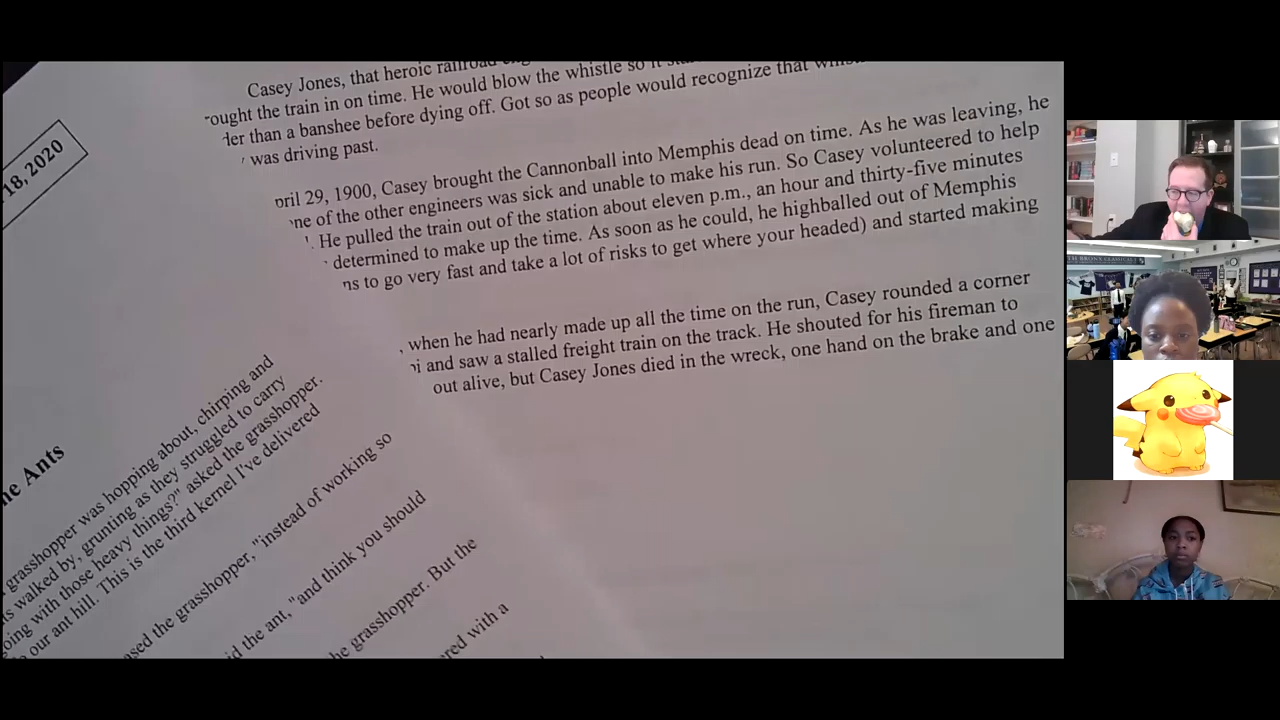 Casey Jones, that heroic railroad
ought the train in on time. He would blow the whistle so it
der than a banshee before dying off. Got so as people would recognize that
was driving past.
pril 29, 1900, Casey brought the Cannonball into Memphis dead on time. As he was leaving, he
ne of the other engineers was sick and unable to make his run. So Casey volunteered to help
He pulled the train out of the station about eleven p.m., an hour and thirty-five minutes
determined to make up the time. As soon as he could, he highballed out of Memphis
ns to go very fast and take a lot of risks to get where your headed) and started making
, when he had nearly made up all the time on the run, Casey rounded a corner
pi and saw a stalled freight train on the track. He shouted for his fireman to
out alive, but Casey Jones died in the wreck, one hand on the brake and one
18, 2020
he Ants
grasshopper was hopping about, chirping and
ts walked by, grunting as they struggled to carry
oing with those heavy things?" asked the grasshopper.
o our ant hill. This is the third kernel I've delivered
ased the grasshopper, "instead of working so
id the ant, "and think you should
he grasshopper. But the
red with a
TH BRONX CLASSICAL